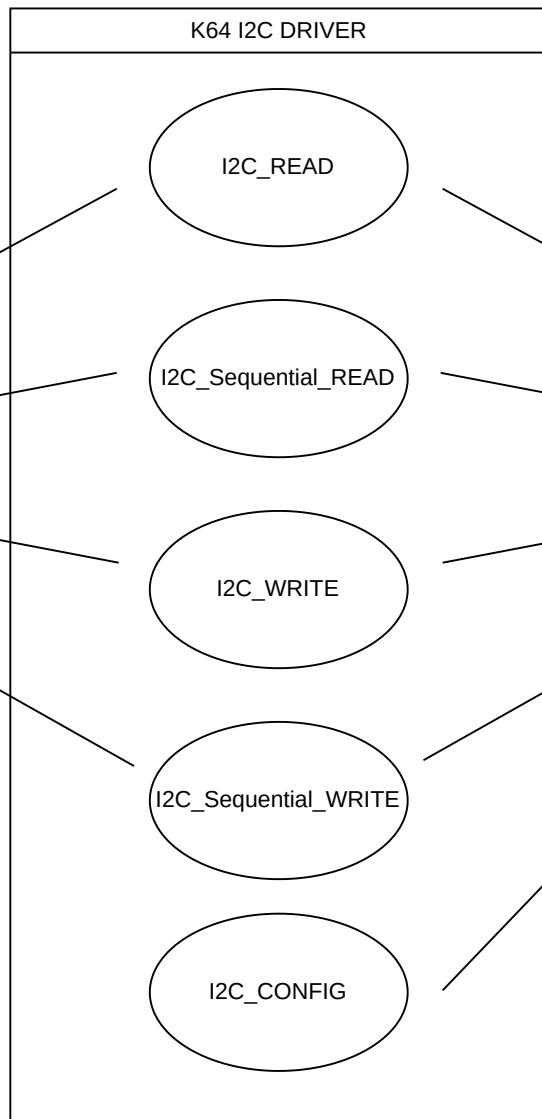 K64 I2C DRIVER
I2C_READ
I2C_Sequential_READ
I2C_WRITE
I2C_Sequential_WRITE
I2C_CONFIG